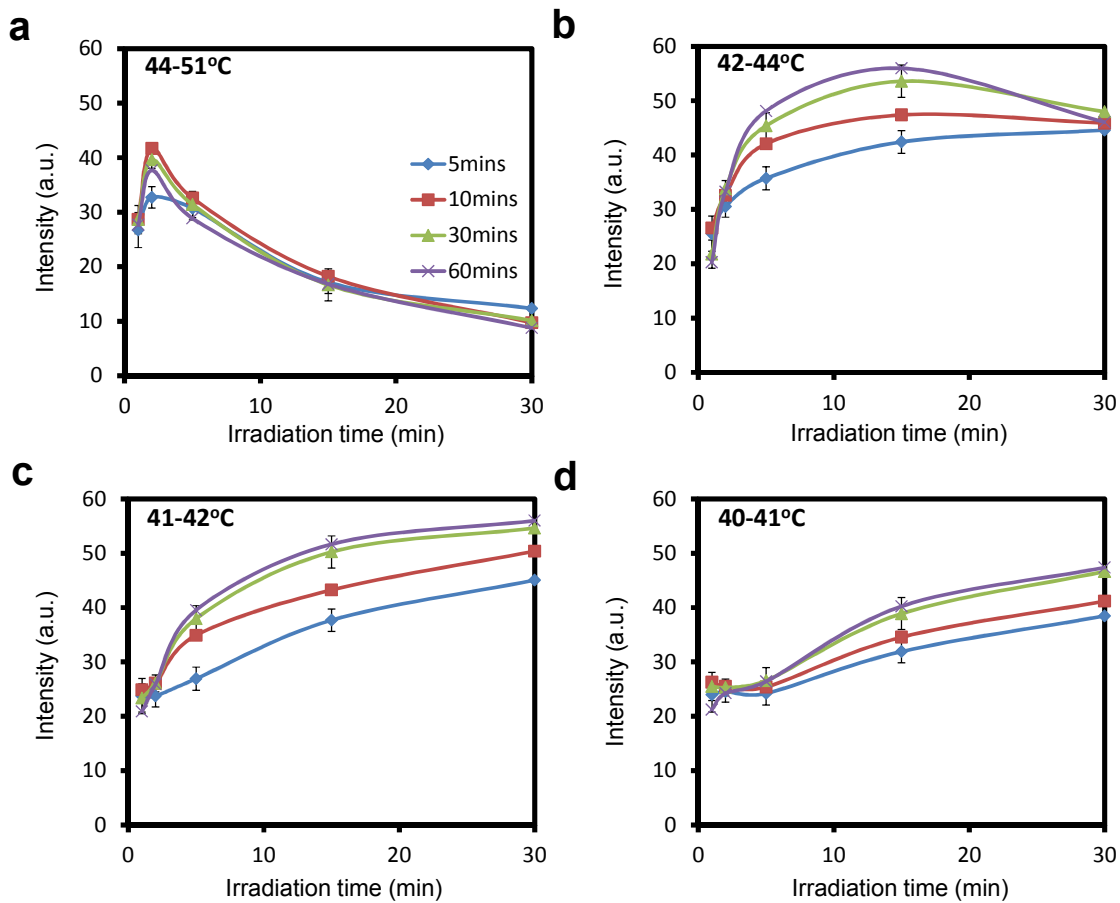 a
60
50
40
30
20
10
0
44-51ºC
5mins
10mins
30mins
60mins
Intensity (a.u.)
0 10 20 30
Irradiation time (min)
b
60
50
40
30
20
10
0
42-44ºC
Intensity (a.u.)
0 10 20 30
Irradiation time (min)
c
60
50
40
30
20
10
0
41-42ºC
Intensity (a.u.)
0 10 20 30
Irradiation time (min)
d
60
50
40
30
20
10
0
40-41ºC
Intensity (a.u.)
0 10 20 30
Irradiation time (min)